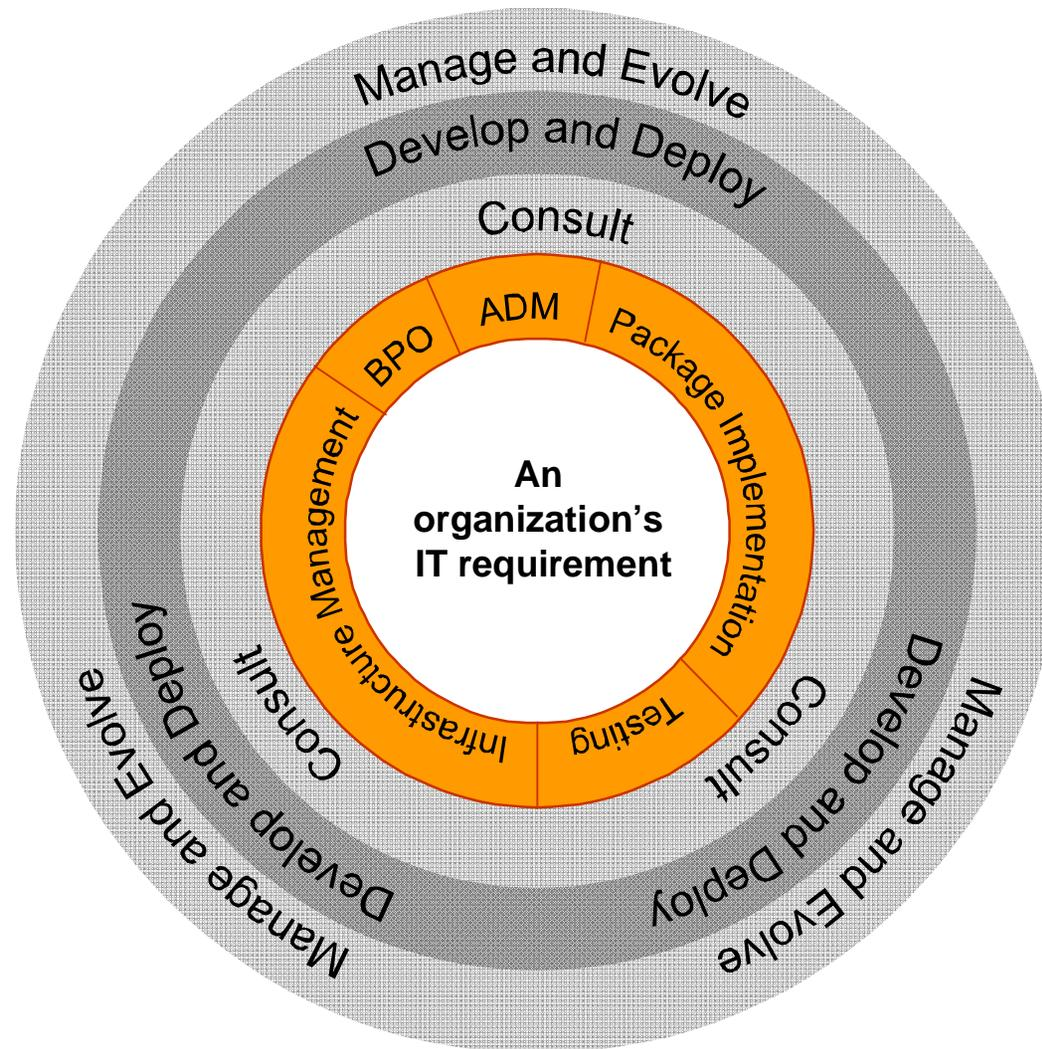 Manage and Evolve
Develop and Deploy
Consult
ADM
Package Implementation
Testing
Infrastructure Management
BPO
An
organization’s
IT requirement
Consult
Develop and Deploy
Manage and Evolve
Consult
Develop and Deploy
Manage and Evolve